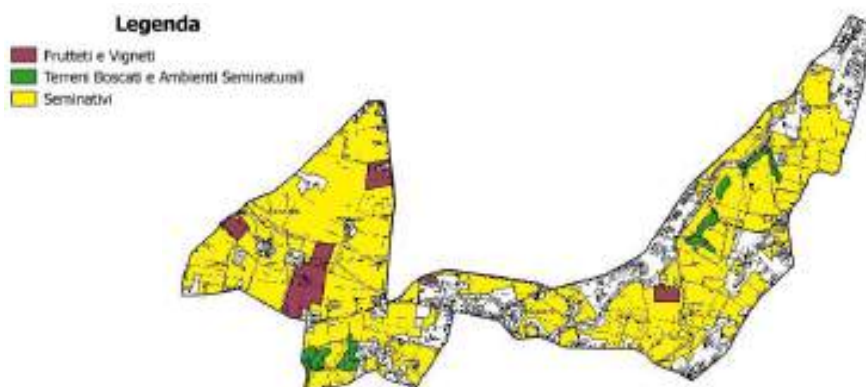 Legenda
Frutteti e Vigneti
Terreni Boscati e Ambienti Seminaturali
Seminativi